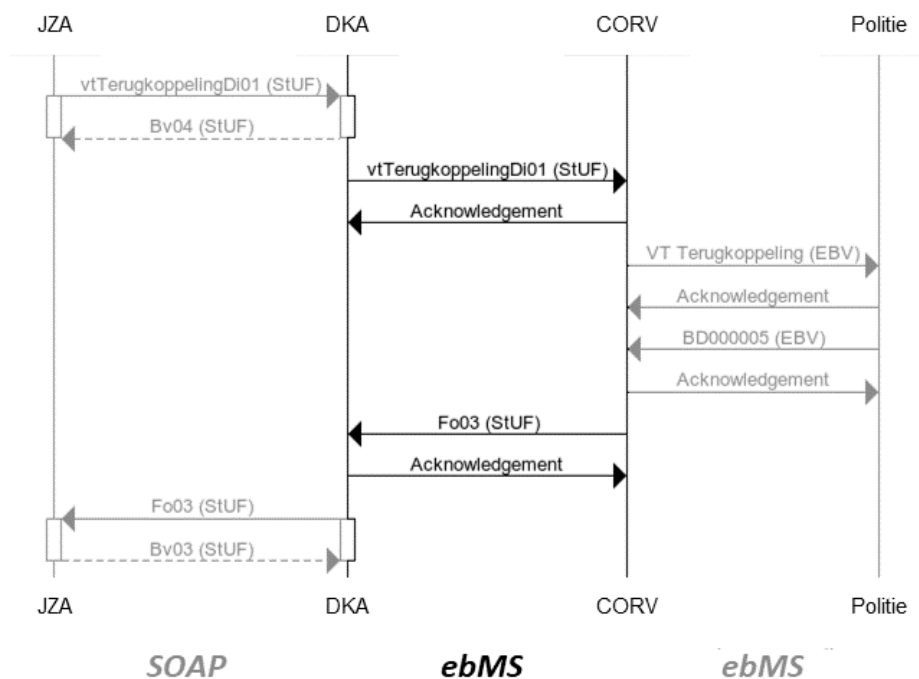 JZA DKA CORV Politie
vtTerugkoppelingDi01 (StUF)
Bv04 (StUF)
vtTerugkoppelingDi01 (StUF)
Acknowledgement
VT Terugkoppeling (EBV)
Acknowledgement
BD000005 (EBV)
Acknowledgement
Fo03 (StUF)
Acknowledgement
Fo03 (StUF)
Bv03 (StUF)
JZA DKA CORV Politie
SOAP ebMS ebMS